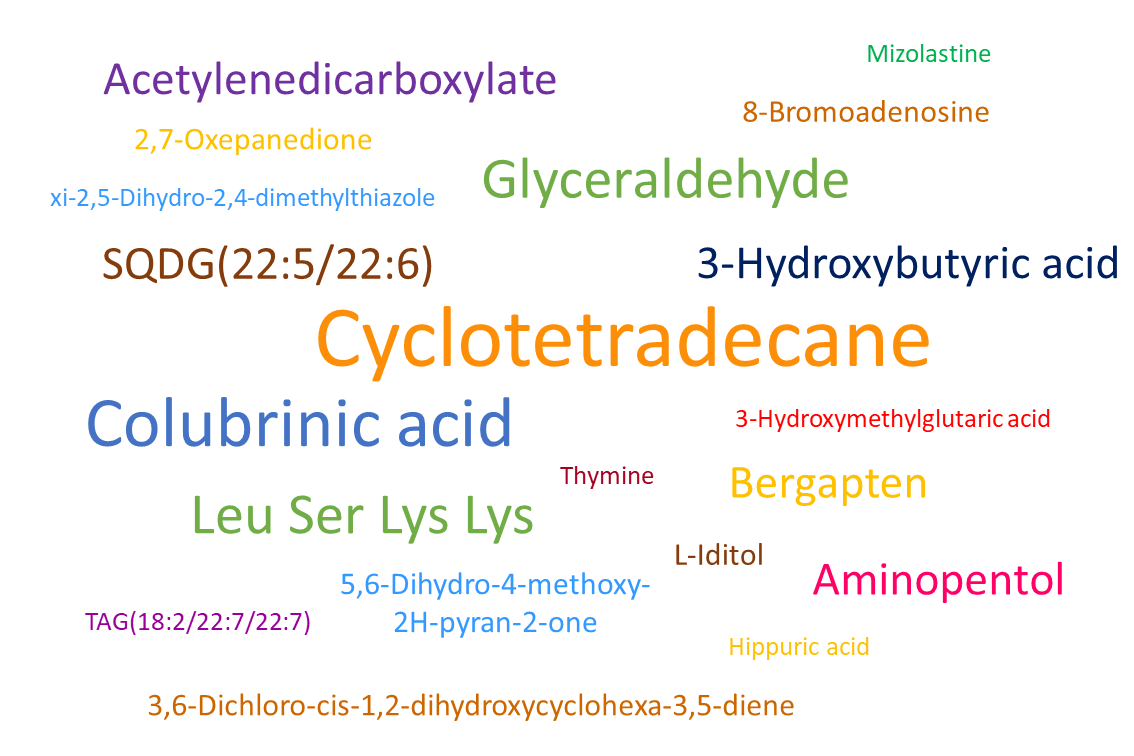 Mizolastine
Acetylenedicarboxylate
8-Bromoadenosine
2,7-Oxepanedione
Glyceraldehyde
xi-2,5-Dihydro-2,4-dimethylthiazole
SQDG(22:5/22:6)
3-Hydroxybutyric acid
Cyclotetradecane
Colubrinic acid
3-Hydroxymethylglutaric acid
Thymine
Bergapten
Leu Ser Lys Lys
L-Iditol
Aminopentol
5,6-Dihydro-4-methoxy-
2H-pyran-2-one
TAG(18:2/22:7/22:7)
Hippuric acid
3,6-Dichloro-cis-1,2-dihydroxycyclohexa-3,5-diene